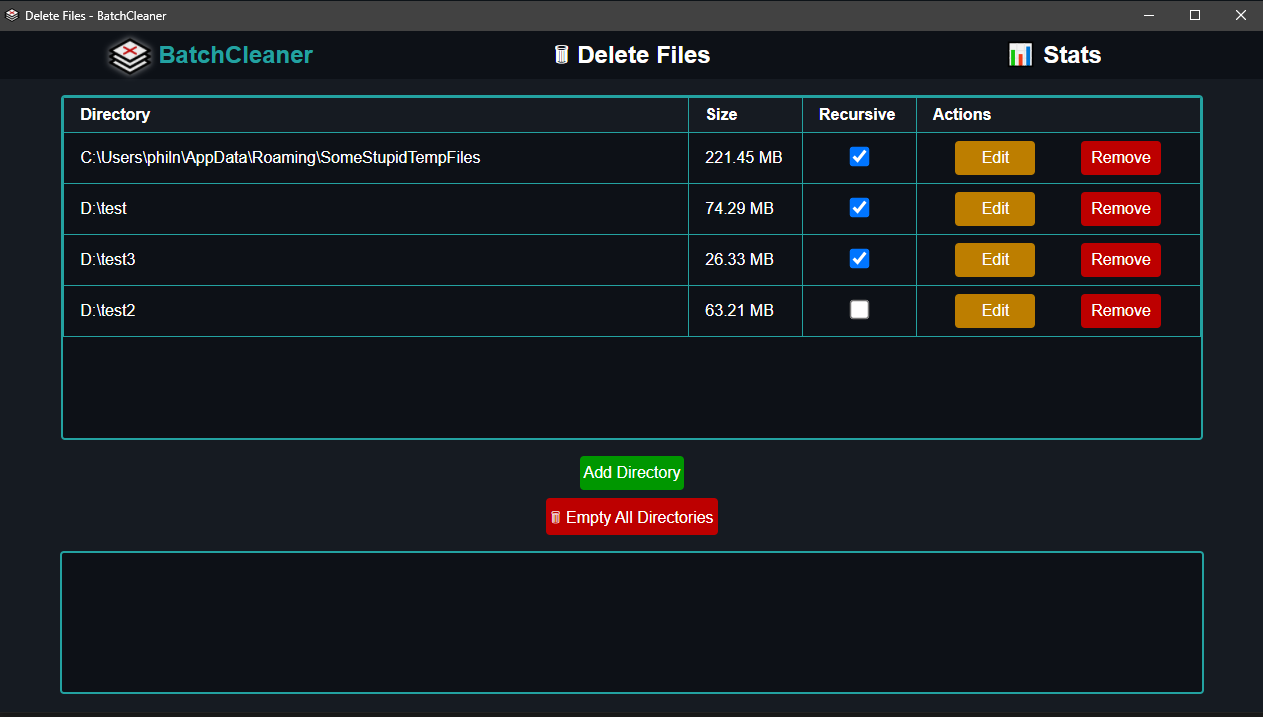 Delete Files - BatchCleaner
BatchCleaner Delete Files Stats
Directory Size Recursive Actions
C:\Users\philn\AppData\Roaming\SomeStupidTempFiles 221.45 MB Edit Remove
D:\test 74.29 MB Edit Remove
D:\test3 26.33 MB Edit Remove
D:\test2 63.21 MB Edit Remove
Add Directory
Empty All Directories